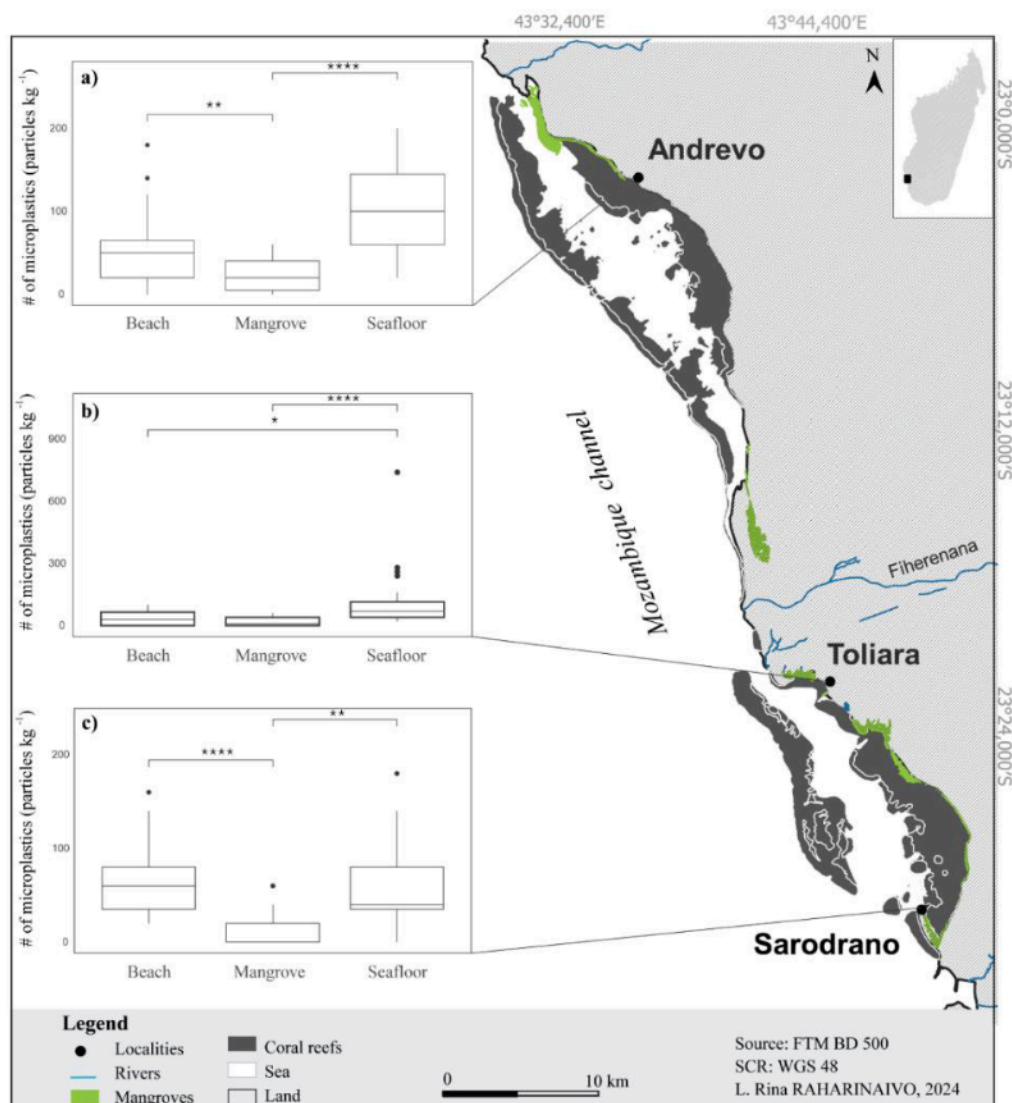 43°32,400'E 43°44,400'E
a)
# of microplastics (particles kg⁻¹)
200
100
0
**
****
Beach Mangrove Seafloor
b)
# of microplastics (particles kg⁻¹)
900
600
300
0
****
*
Beach Mangrove Seafloor
c)
# of microplastics (particles kg⁻¹)
200
100
0
****
**
Beach Mangrove Seafloor
N
Andrevo
Mozambique channel
Fiherenana
Toliara
Sarodrano
23°0,000'S
23°12,000'S
23°24,000'S
Legend
Localities
Rivers
Mangroves
Coral reefs
Sea
Land
0 10 km
Source: FTM BD 500
SCR: WGS 48
L. Rina RAHARINAIVO, 2024